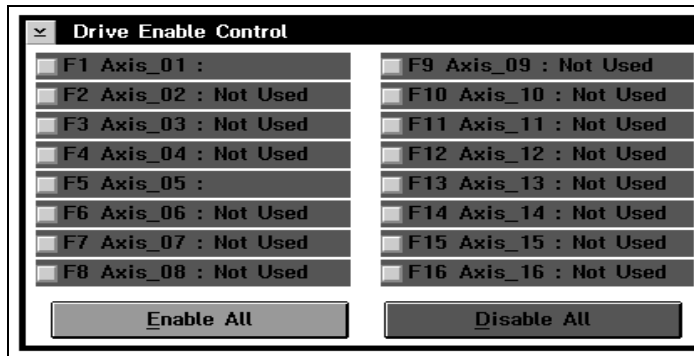 Drive Enable Control
F1 Axis_01 :
F2 Axis_02 : Not Used
F3 Axis_03 : Not Used
F4 Axis_04 : Not Used
F5 Axis_05 :
F6 Axis_06 : Not Used
F7 Axis_07 : Not Used
F8 Axis_08 : Not Used
F9 Axis_09 : Not Used
F10 Axis_10 : Not Used
F11 Axis_11 : Not Used
F12 Axis_12 : Not Used
F13 Axis_13 : Not Used
F14 Axis_14 : Not Used
F15 Axis_15 : Not Used
F16 Axis_16 : Not Used
Enable All
Disable All